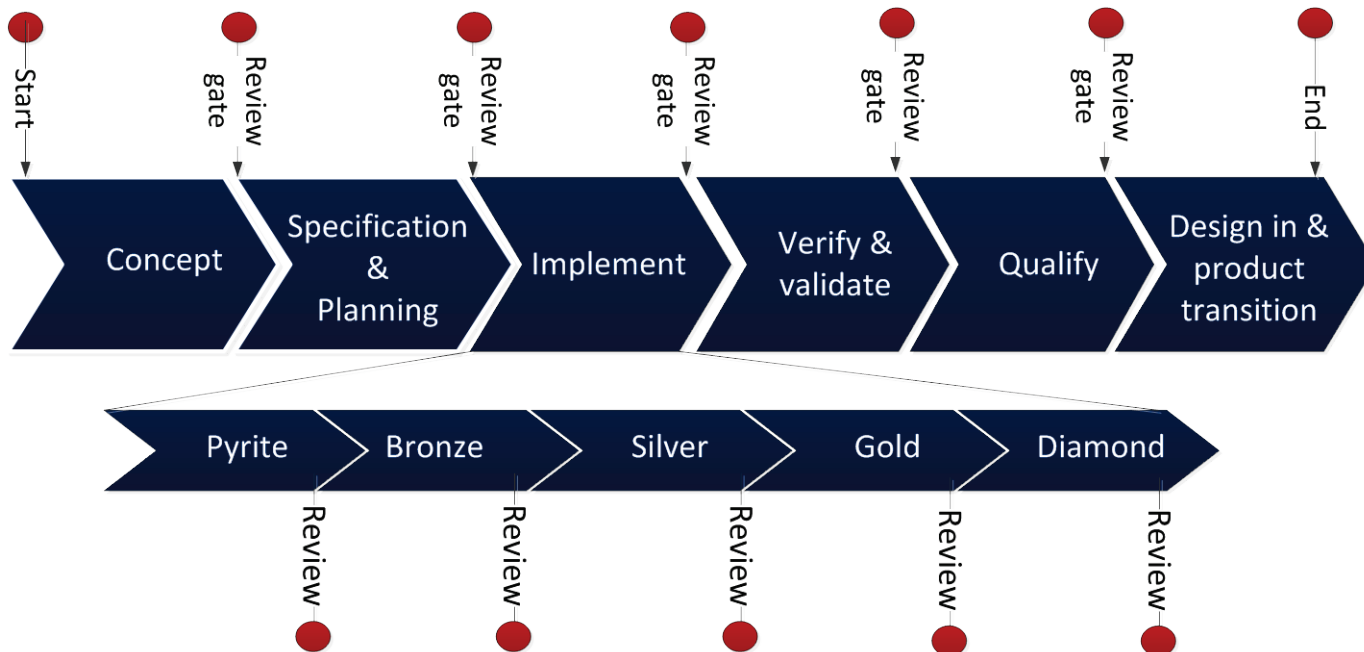 Start
Review
gate
Review
gate
Review
gate
Review
gate
Review
gate
End
Concept
Specification
&
Planning
Implement
Verify &
validate
Qualify
Design in &
product
transition
Pyrite
Bronze
Silver
Gold
Diamond
Review
Review
Review
Review
Review